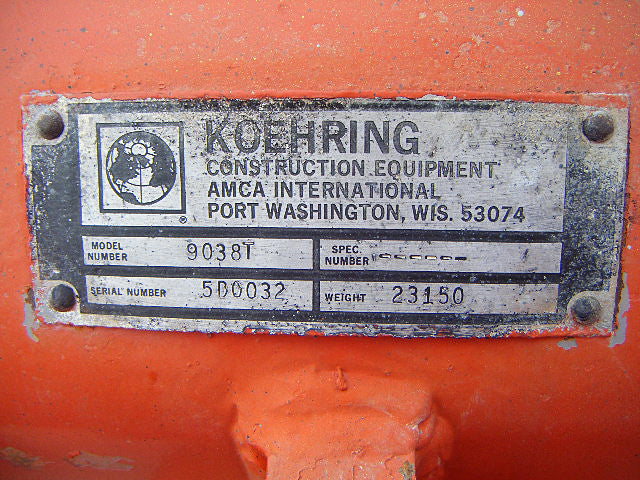 KOEHRING
CONSTRUCTION EQUIPMENT
AMCA INTERNATIONAL
PORT WASHINGTON, WIS. 53074
®
MODEL NUMBER 9038T
SPEC. NUMBER -------
SERIAL NUMBER 5D0032
WEIGHT 23150